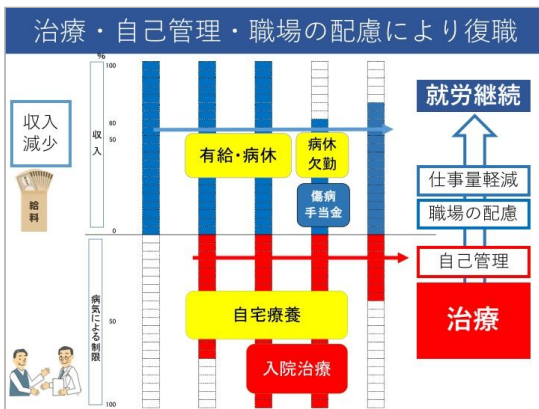 治療・自己管理・職場の配慮により復職
%
100
収入
減少
給料
収入
60
50
0
有給・病休
病休
欠勤
傷病
手当金
就労継続
仕事量軽減
職場の配慮
自己管理
治療
病気による制限
50
100
自宅療養
入院治療